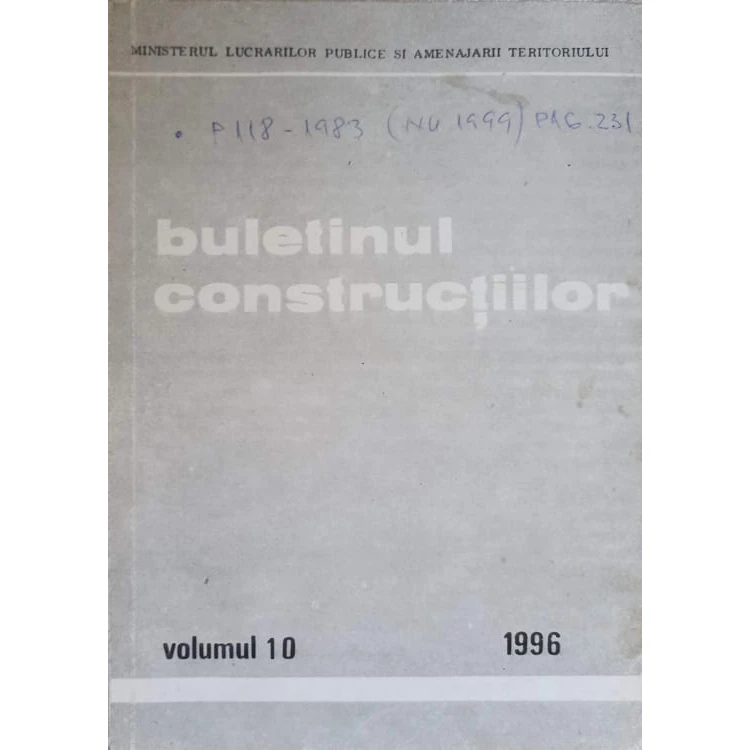 MINISTERUL LUCRARILOR PUBLICE SI AMENAJARII TERITORIULUI
• P118-1983 (NU 1999) PAG. 231
buletinul
construcțiilor
volumul 10 1996